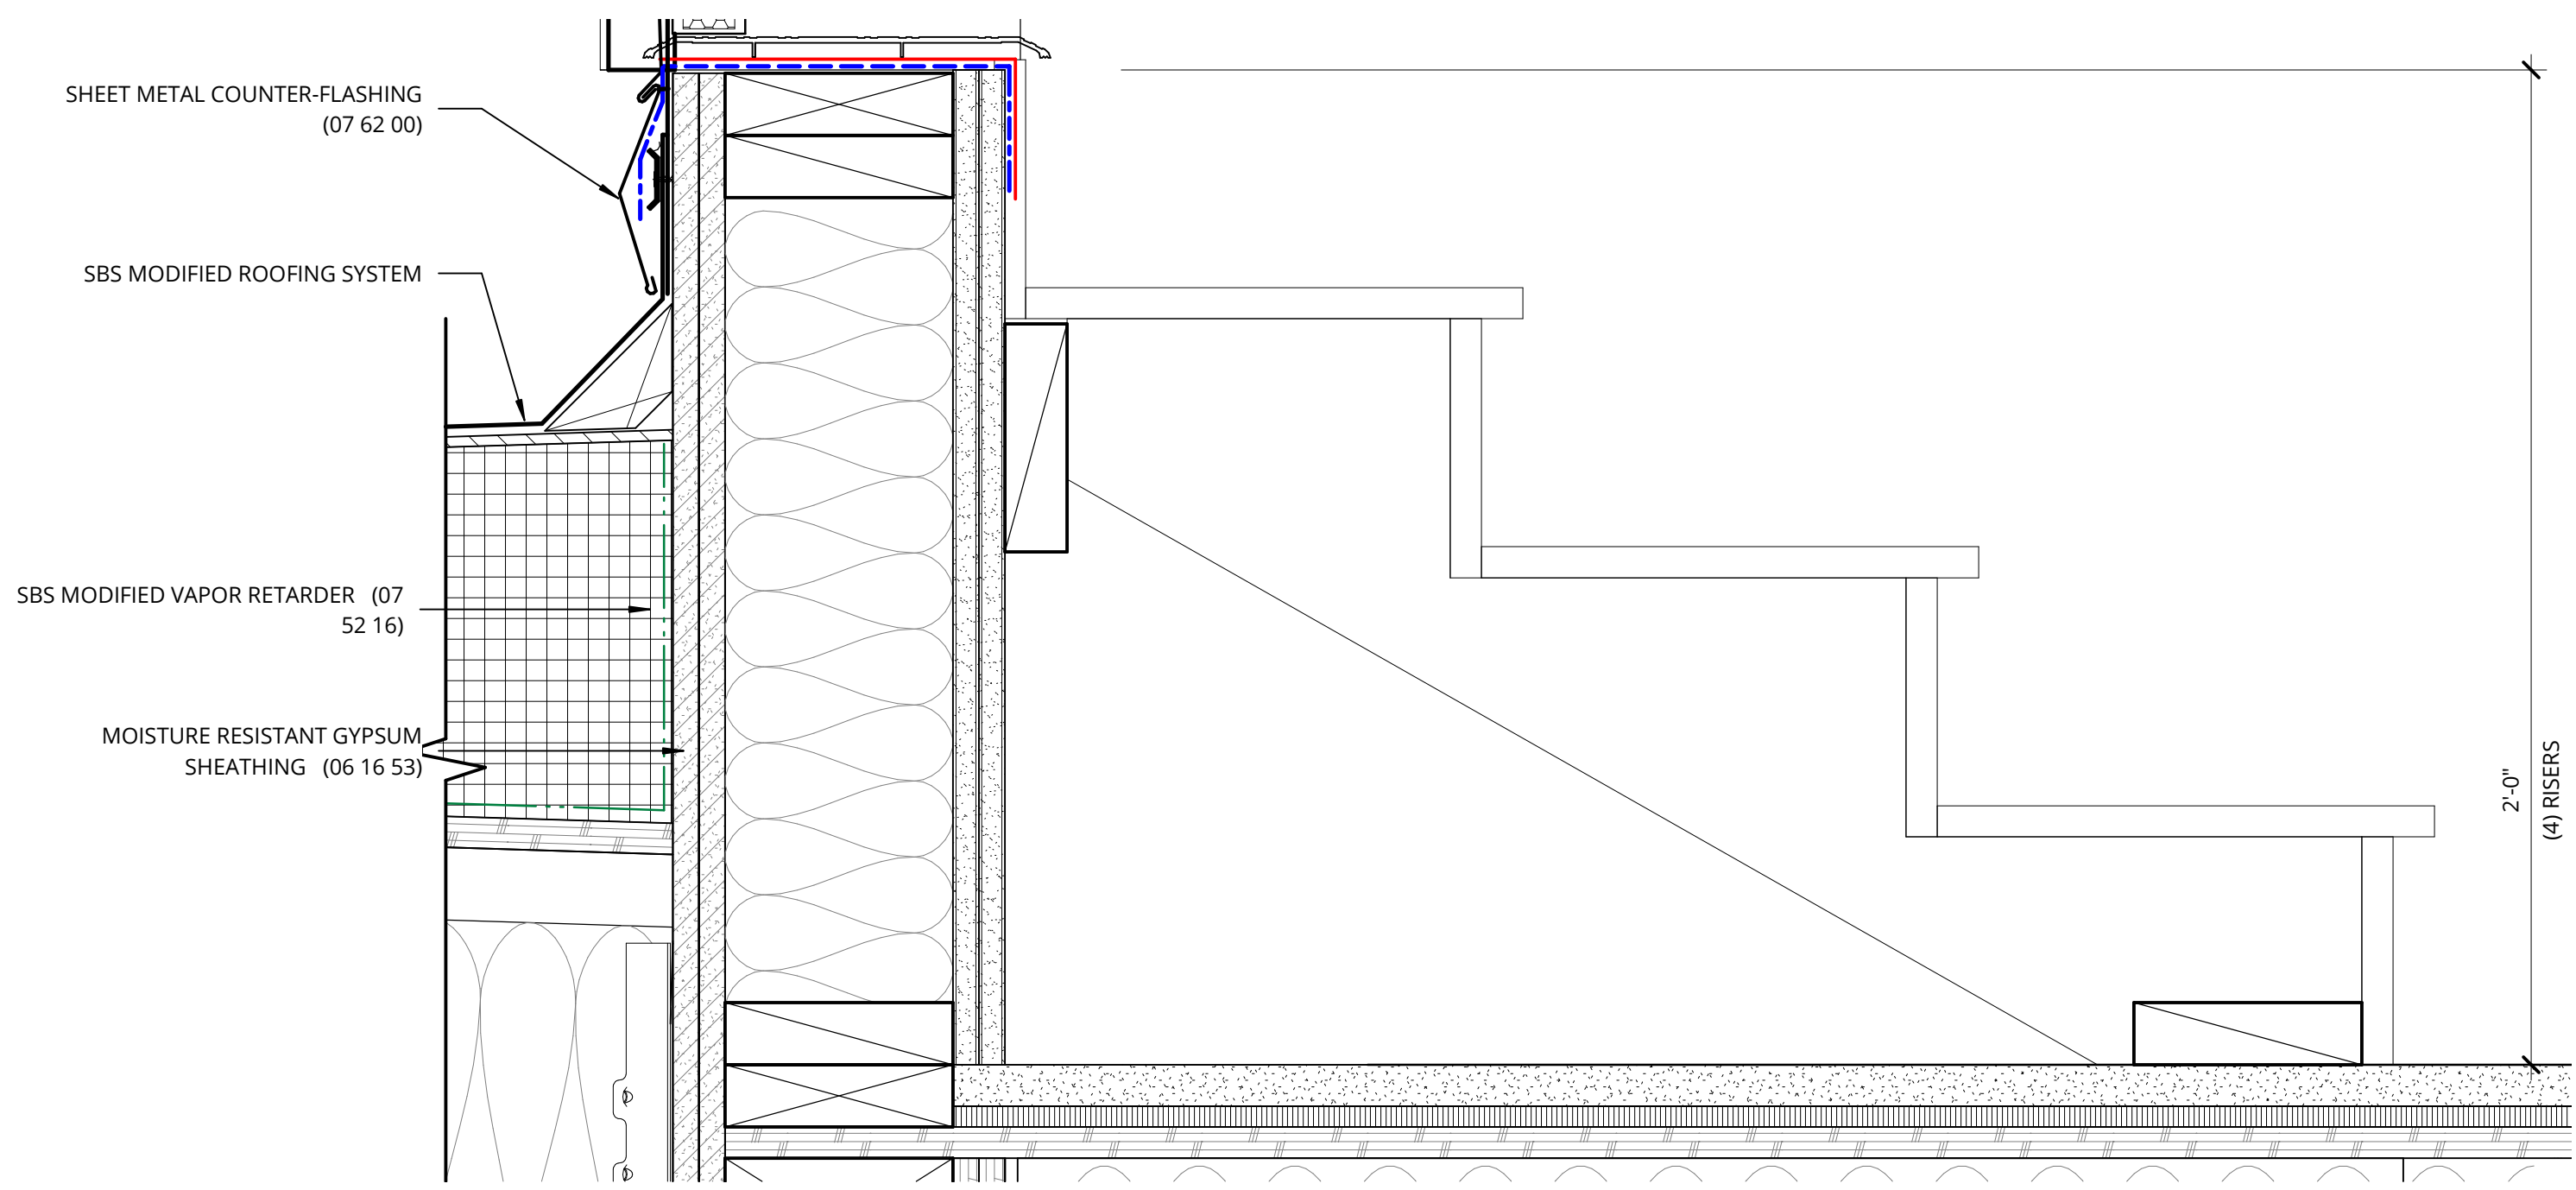 SHEET METAL COUNTER-FLASHING
(07 62 00)
SBS MODIFIED ROOFING SYSTEM
SBS MODIFIED VAPOR RETARDER (07
52 16)
MOISTURE RESISTANT GYPSUM
SHEATHING (06 16 53)
2'-0"
(4) RISERS